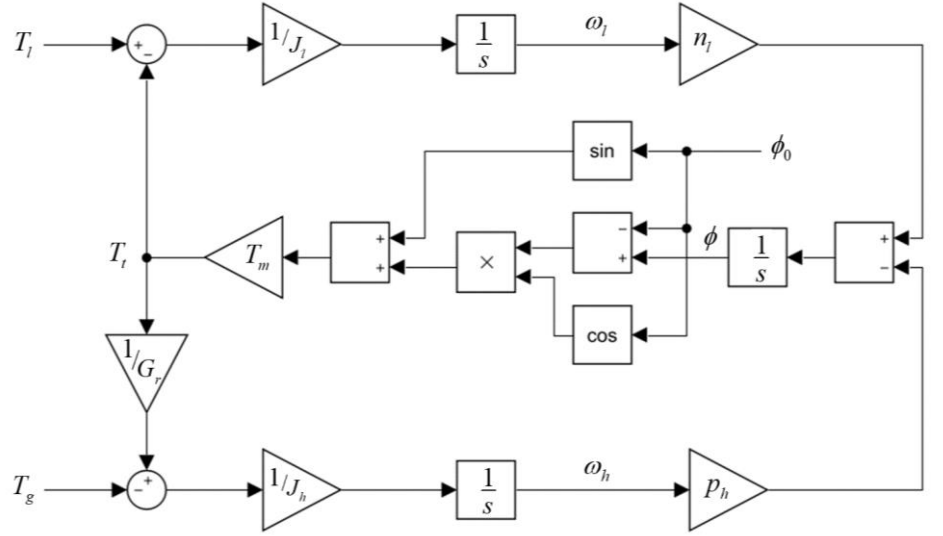 ω_l
T_l + − 1/J_l 1/s n_l
sin ϕ_0
− ϕ
+ + +
T_t T_m + × 1/s −
cos
1/G_r
ω_h
T_g − + 1/J_h 1/s p_h